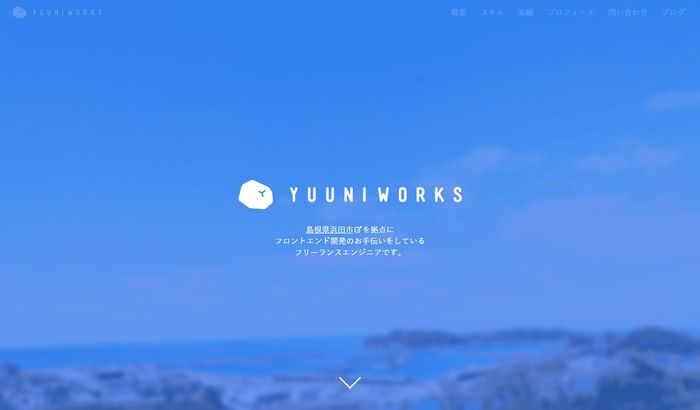 YUUNIWORKS
概要 スキル 実績 プロフィール 問い合わせ ブログ
YUUNIWORKS
島根県浜田市を拠点に
フロントエンド開発のお手伝いをしている
フリーランスエンジニアです。